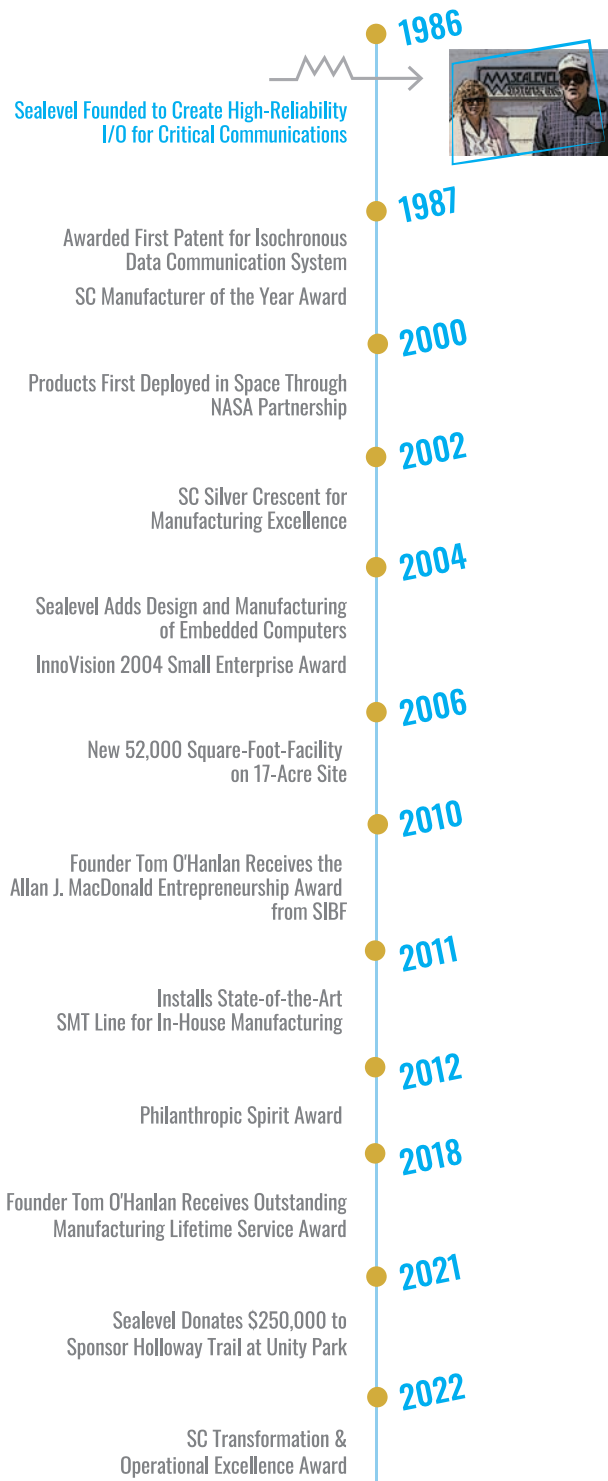 1986
SEALEVEL
SYSTEMS, INC.
Sealevel Founded to Create High-Reliability
I/O for Critical Communications
1987
Awarded First Patent for Isochronous
Data Communication System
SC Manufacturer of the Year Award
2000
Products First Deployed in Space Through
NASA Partnership
2002
SC Silver Crescent for
Manufacturing Excellence
2004
Sealevel Adds Design and Manufacturing
of Embedded Computers
InnoVision 2004 Small Enterprise Award
2006
New 52,000 Square-Foot-Facility
on 17-Acre Site
2010
Founder Tom O'Hanlan Receives the
Allan J. MacDonald Entrepreneurship Award
from SIBF
2011
Installs State-of-the-Art
SMT Line for In-House Manufacturing
2012
Philanthropic Spirit Award
2018
Founder Tom O'Hanlan Receives Outstanding
Manufacturing Lifetime Service Award
2021
Sealevel Donates $250,000 to
Sponsor Holloway Trail at Unity Park
2022
SC Transformation &
Operational Excellence Award